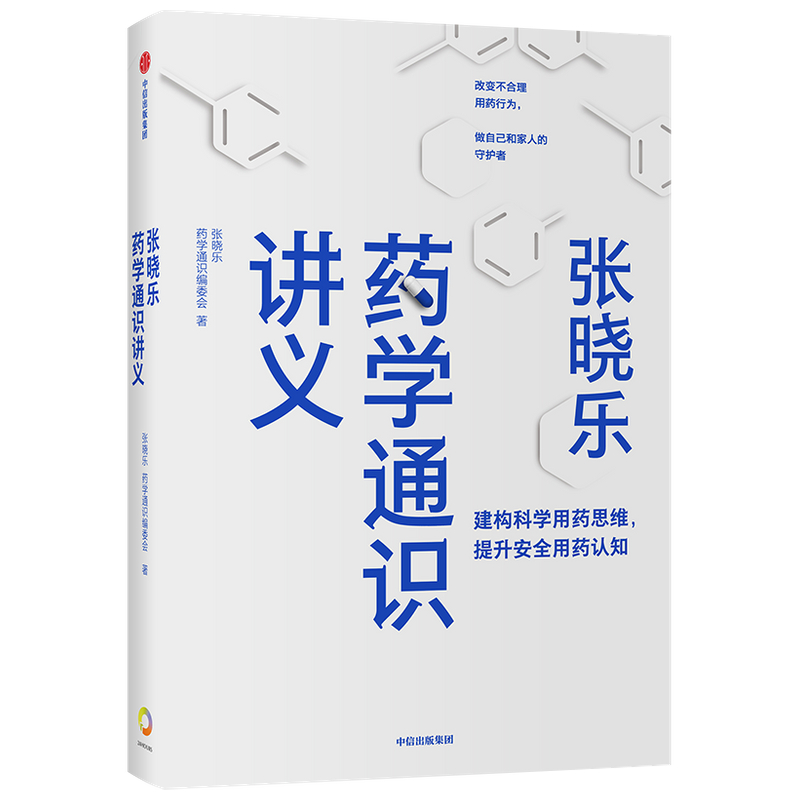 中信出版集团
张晓乐
药学通识讲义
张晓乐 药学通识编委会 著
24HOURS
改变不合理
用药行为，
做自己和家人的
守护者
张晓乐
药学通识
讲义
张晓乐
药学通识编委会 著
建构科学用药思维，
提升安全用药认知
中信出版集团